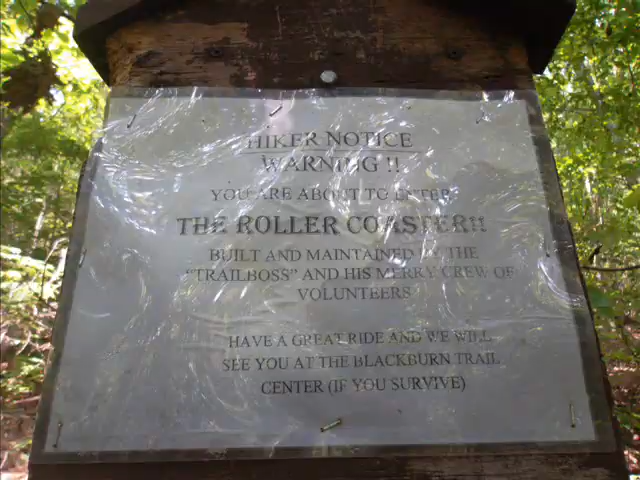 HIKER NOTICE
WARNING !!
YOU ARE ABOUT TO ENTER
THE ROLLER COASTER!!
BUILT AND MAINTAINED BY THE
"TRAILBOSS" AND HIS MERRY CREW OF
VOLUNTEERS
HAVE A GREAT RIDE AND WE WILL
SEE YOU AT THE BLACKBURN TRAIL
CENTER (IF YOU SURVIVE)